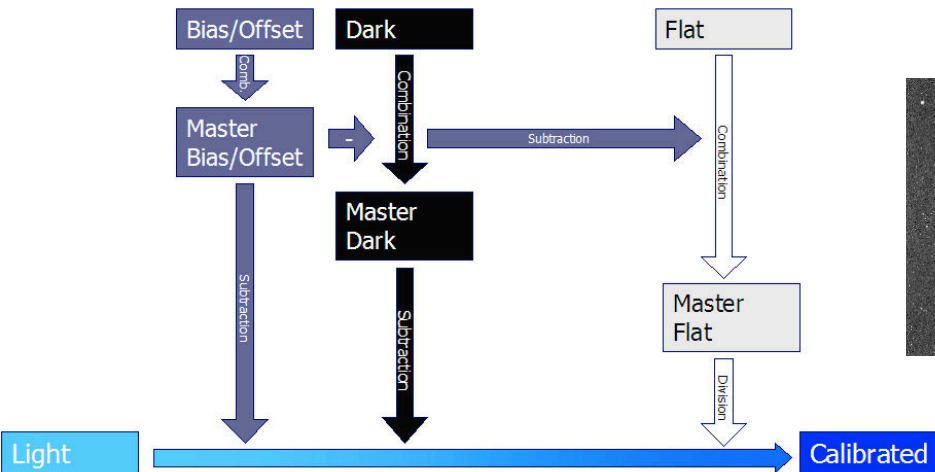 Bias/Offset
Dark
Flat
Comb.
Combination
Combination
Master
Bias/Offset
-
Subtraction
Master
Dark
Subtraction
Subtraction
Master
Flat
Division
Light
Calibrated